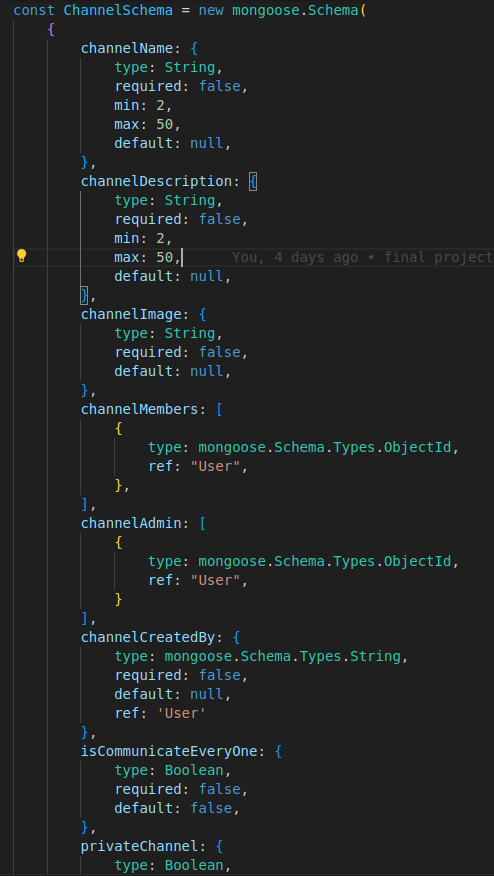 const ChannelSchema = new mongoose.Schema(
    {
        channelName: {
            type: String,
            required: false,
            min: 2,
            max: 50,
            default: null,
        },
        channelDescription: {
            type: String,
            required: false,
            min: 2,
            max: 50,      You, 4 days ago • final project
            default: null,
        },
        channelImage: {
            type: String,
            required: false,
            default: null,
        },
        channelMembers: [
            {
                type: mongoose.Schema.Types.ObjectId,
                ref: "User",
            },
        ],
        channelAdmin: [
            {
                type: mongoose.Schema.Types.ObjectId,
                ref: "User",
            }
        ],
        channelCreatedBy: {
            type: mongoose.Schema.Types.String,
            required: false,
            default: null,
            ref: 'User'
        },
        isCommunicateEveryOne: {
            type: Boolean,
            required: false,
            default: false,
        },
        privateChannel: {
            type: Boolean,